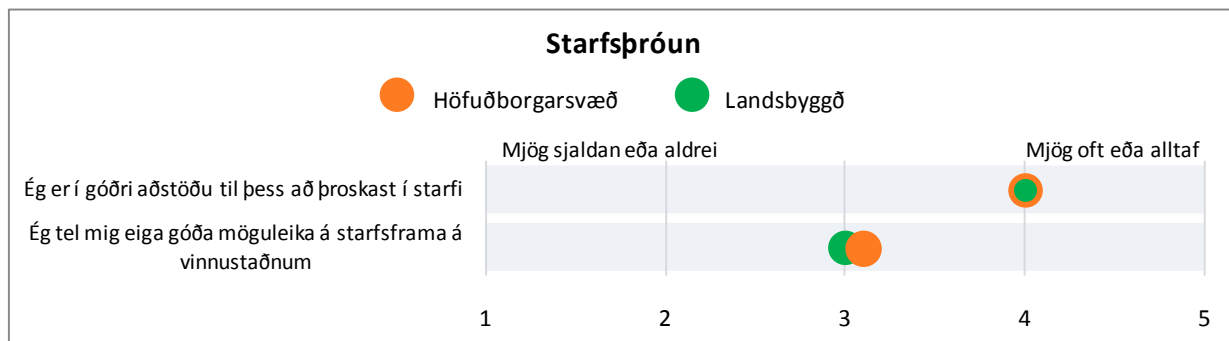 Starfsþróun
Höfuðborgarsvæð
Landsbyggð
Mjög sjaldan eða aldrei
Mjög oft eða alltaf
Ég er í góðri aðstöðu til þess að þroskast í starfi
Ég tel mig eiga góða möguleika á starfsframa á
vinnustaðnum
1 2 3 4 5